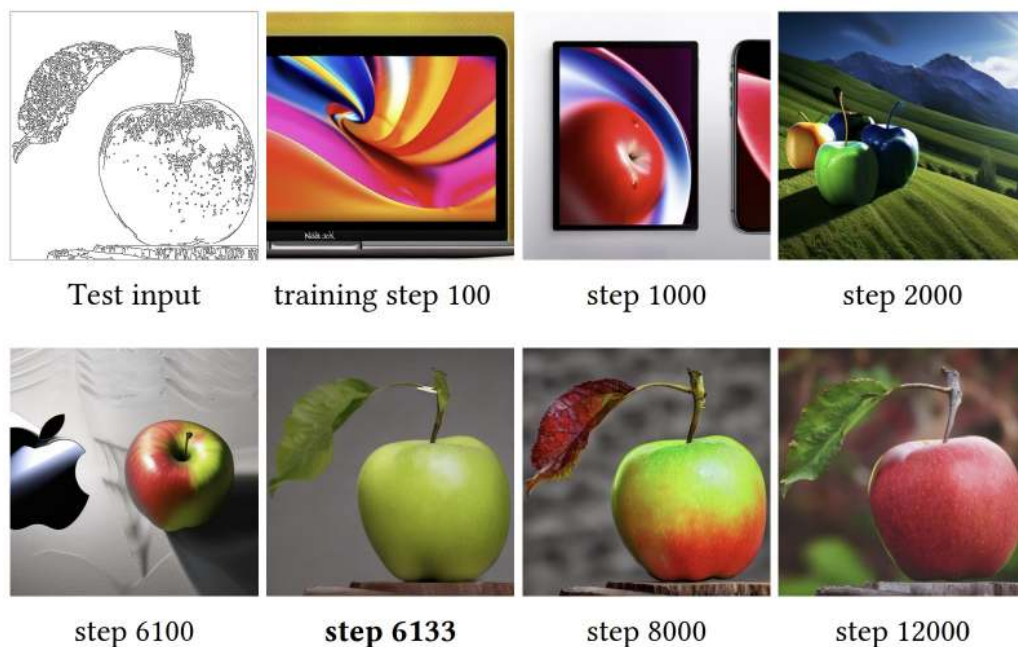 Test input
training step 100
step 1000
step 2000
step 6100
step 6133
step 8000
step 12000